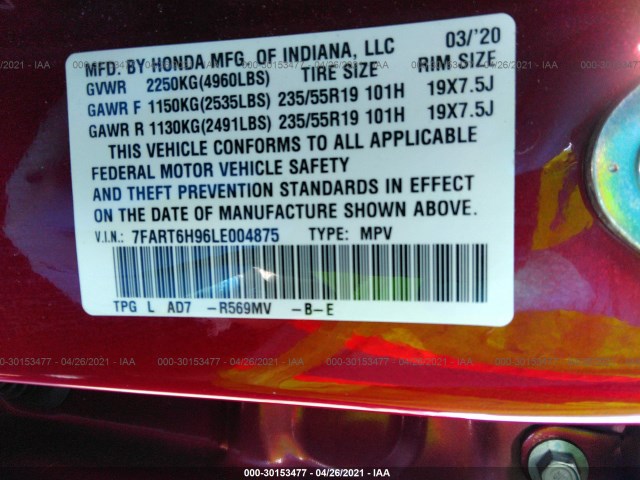 MFD. BY HONDA MFG. OF INDIANA, LLC 03/'20
GVWR 2250KG(4960LBS) TIRE SIZE RIM SIZE
GAWR F 1150KG(2535LBS) 235/55R19 101H 19X7.5J
GAWR R 1130KG(2491LBS) 235/55R19 101H 19X7.5J
THIS VEHICLE CONFORMS TO ALL APPLICABLE
FEDERAL MOTOR VEHICLE SAFETY
AND THEFT PREVENTION STANDARDS IN EFFECT
ON THE DATE OF MANUFACTURE SHOWN ABOVE.
V.I.N.: 7FART6H96LE004875 TYPE: MPV
TPG L AD7 -R569MV -B-E
000-30153477 - 04/26/2021 - IAA